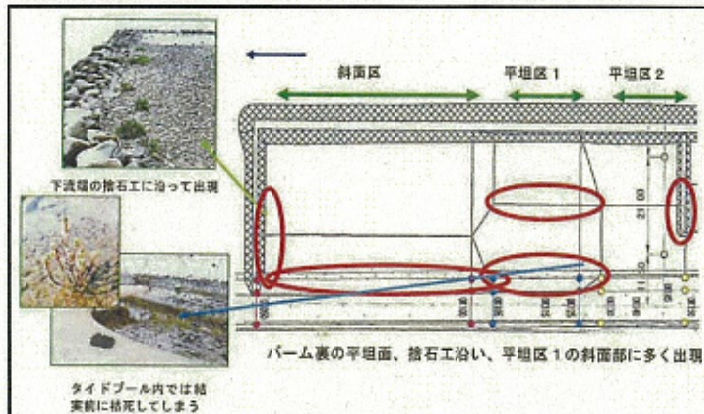 斜面区
平坦区1
平坦区2
下流端の捨石工に沿って出現
バーム裏の平坦面、捨石工沿い、平坦区1の斜面部に多く出現
タイドプール内では結
実前に枯死してしまう